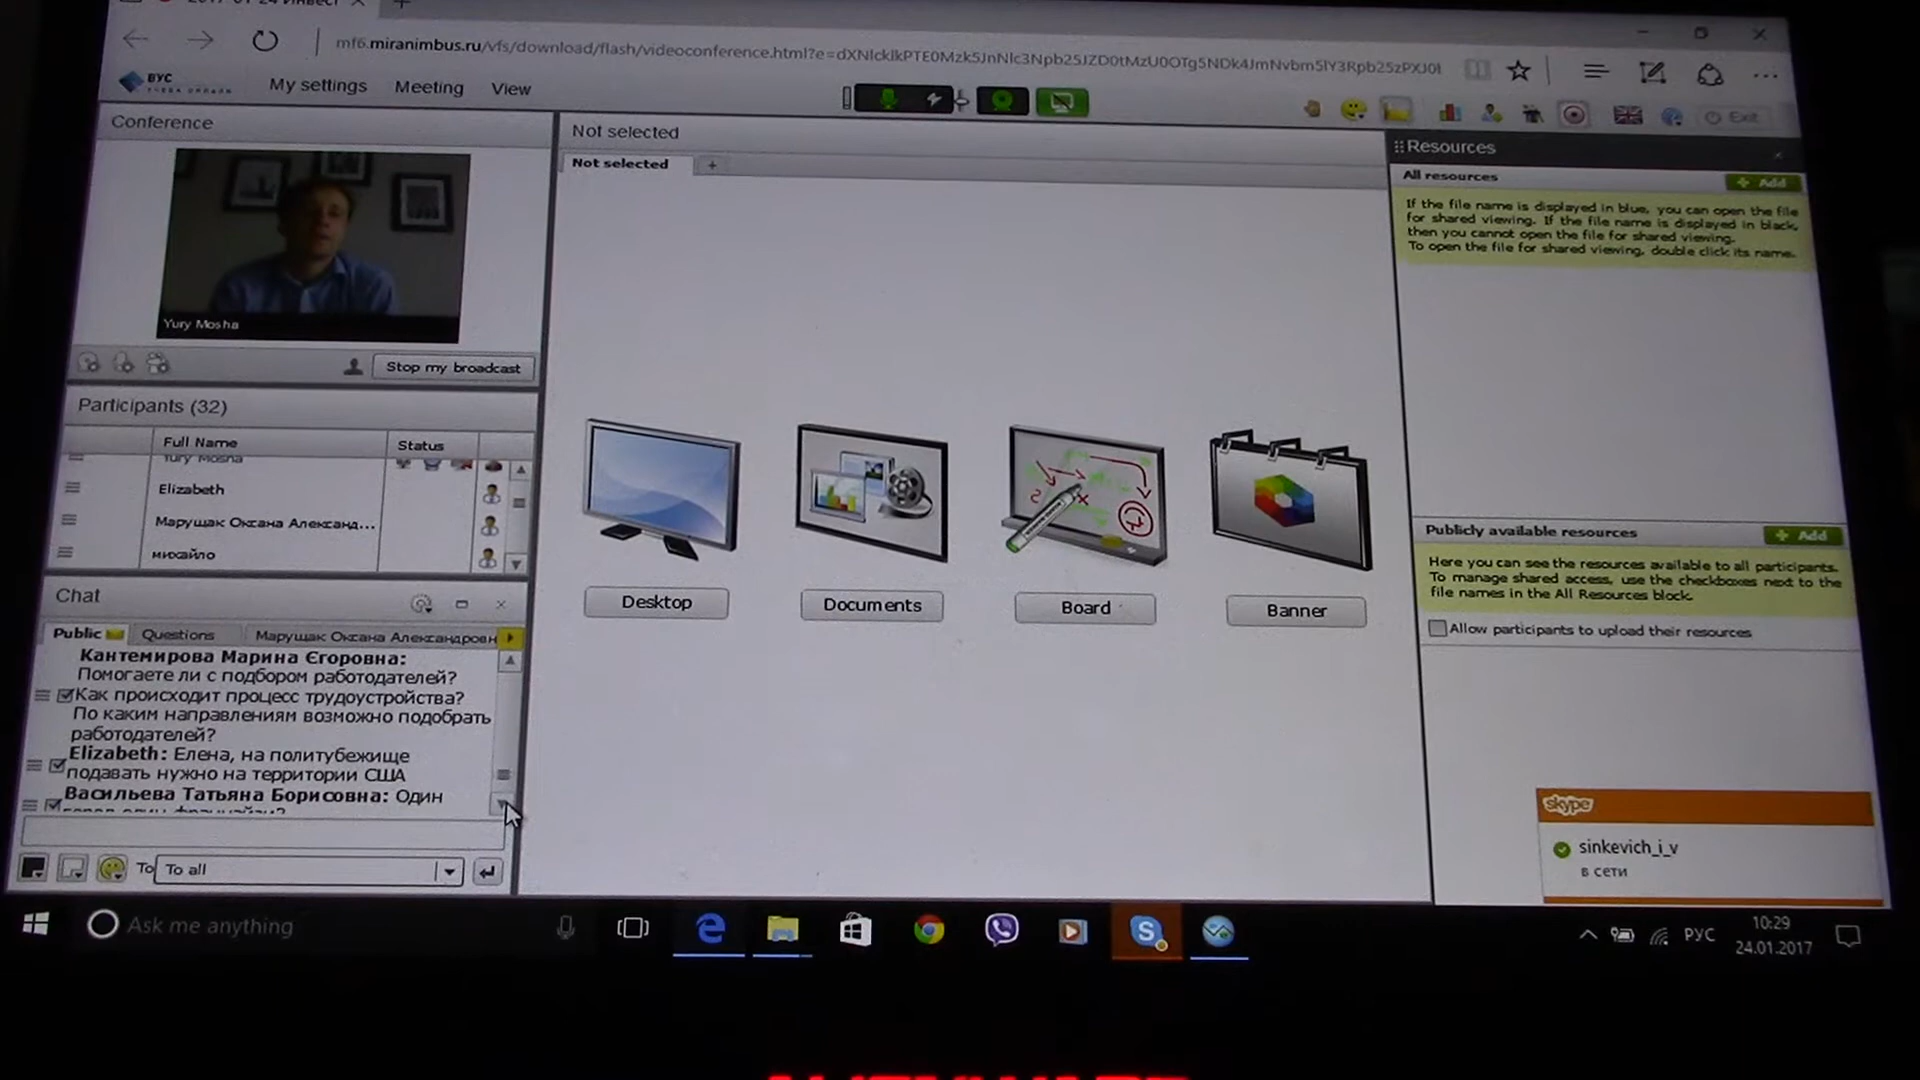 mf6.miranimbus.ru/vfs/download/flash/videoconference.html?e=
ВУС
My settings
Meeting
View
Exit
Conference
Yury Mosha
Stop my broadcast
Participants (32)
Full Name
Status
Yury Mosha
Elizabeth
Марущак Оксана Александ...
михайло
Chat
Public
Questions
Марущак Оксана Александровн
Кантемирова Марина Єгоровна:
Помогаете ли с подбором работодателей?
Как происходит процесс трудоустройства?
По каким направлениям возможно подобрать
работодателей?
Elizabeth: Елена, на политубежище
подавать нужно на территории США
Васильева Татьяна Борисовна: Один
To
To all
Not selected
Not selected
Desktop
Documents
Board
Banner
Resources
All resources
Add
If the file name is displayed in blue, you can open the file
for shared viewing. If the file name is displayed in black,
then you cannot open the file for shared viewing.
To open the file for shared viewing, double click its name.
Publicly available resources
Add
Here you can see the resources available to all participants.
To manage shared access, use the checkboxes next to the
file names in the All Resources block.
Allow participants to upload their resources
skype
sinkevich_i_v
в сети
Ask me anything
РУС
10:29
24.01.2017